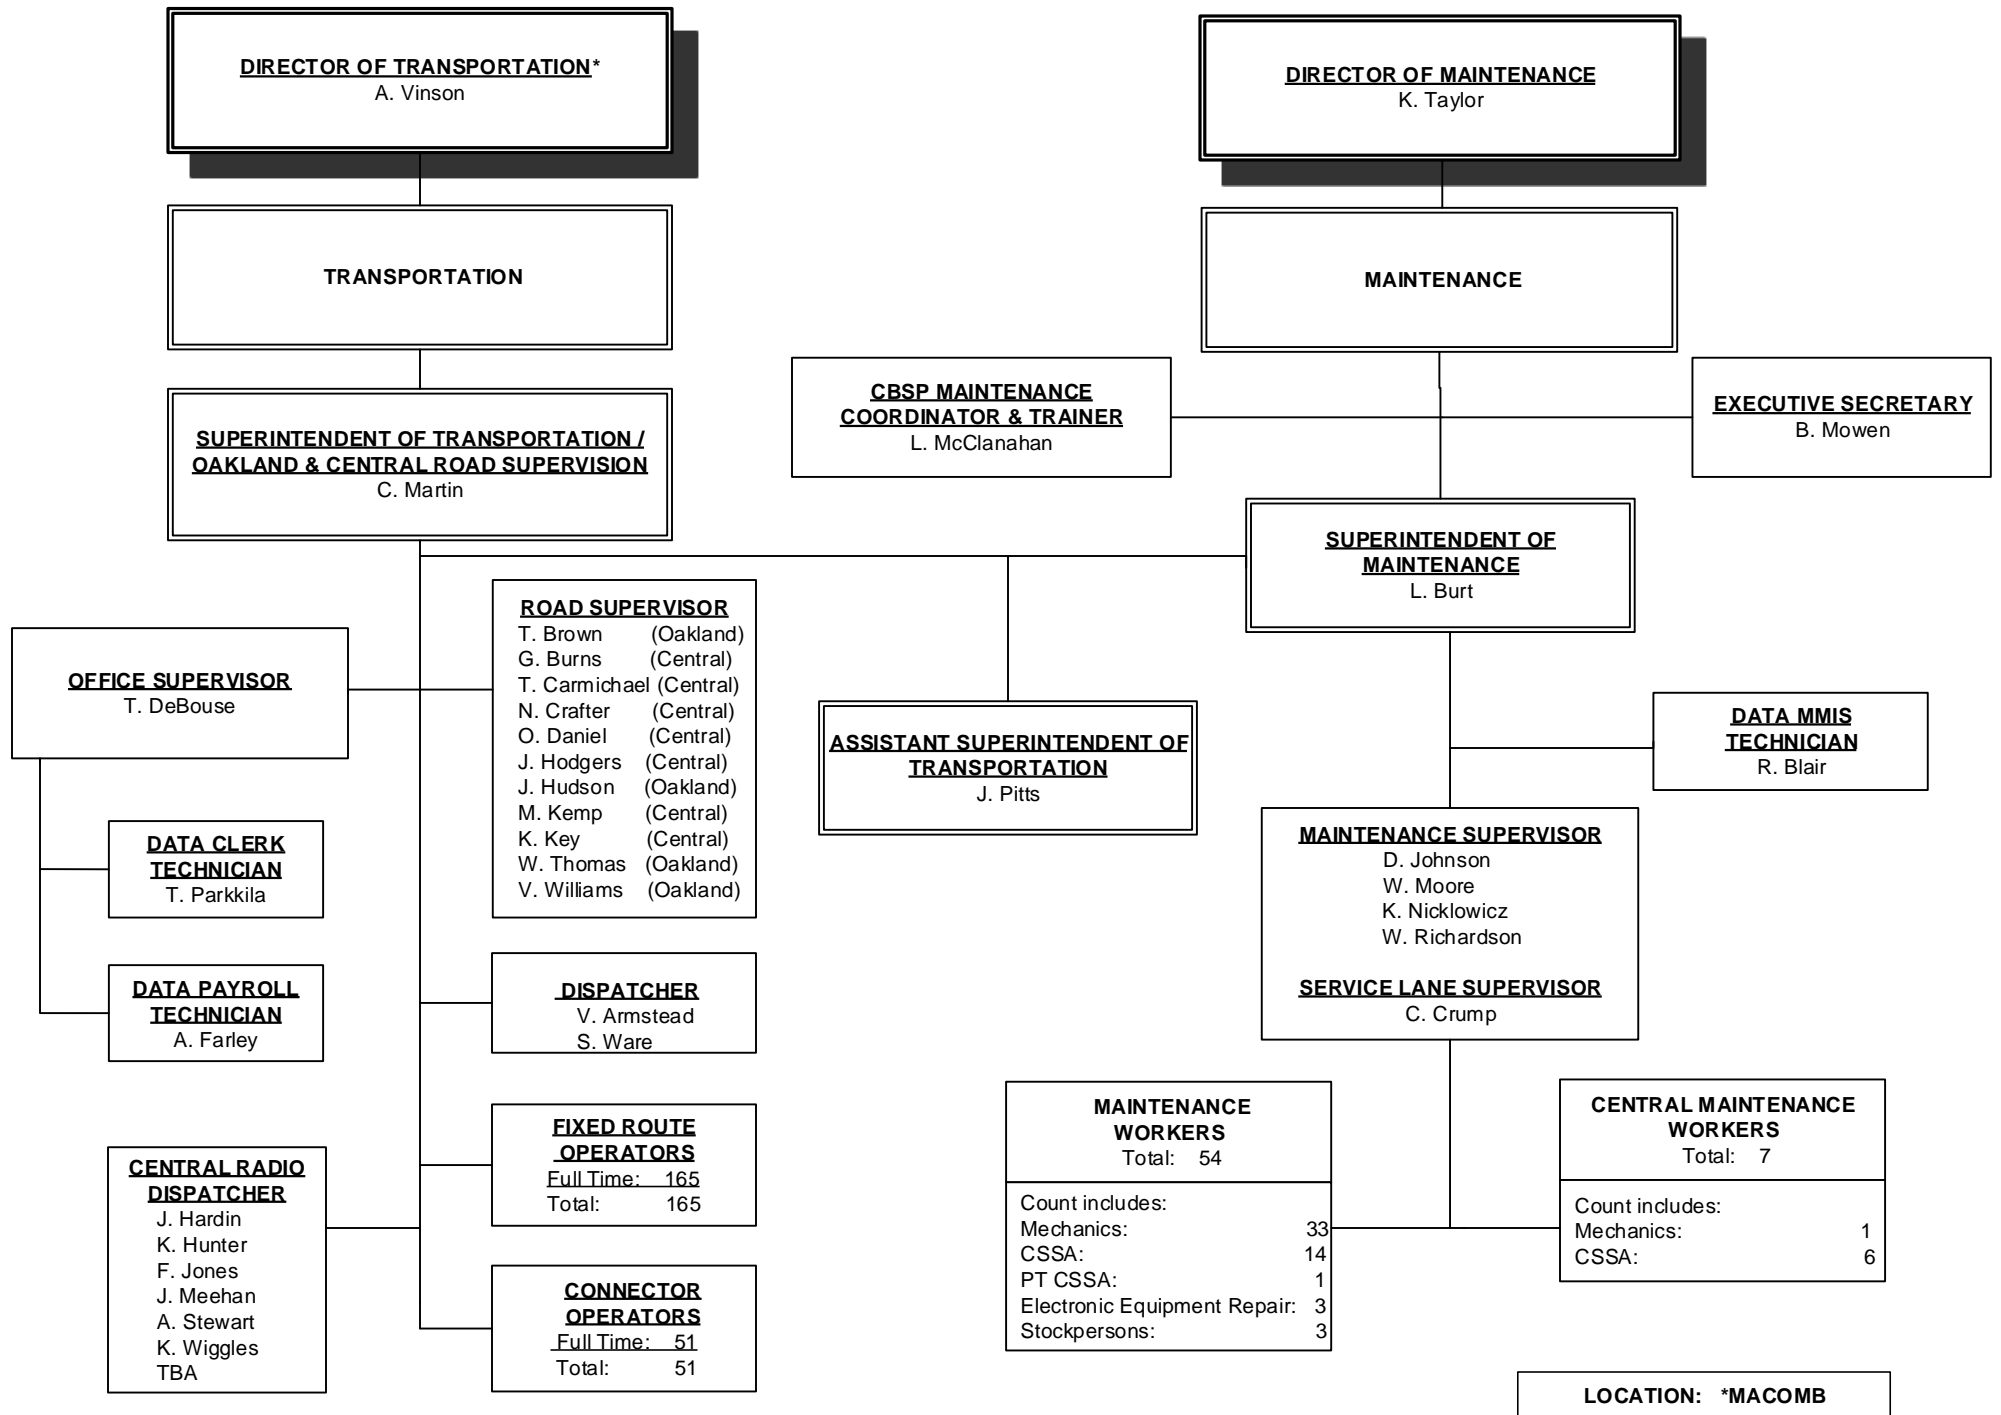 DIRECTOR OF TRANSPORTATION*
A. Vinson
DIRECTOR OF MAINTENANCE
K. Taylor
TRANSPORTATION
MAINTENANCE
SUPERINTENDENT OF TRANSPORTATION /
OAKLAND & CENTRAL ROAD SUPERVISION
C. Martin
CBSP MAINTENANCE
COORDINATOR & TRAINER
L. McClanahan
EXECUTIVE SECRETARY
B. Mowen
SUPERINTENDENT OF
MAINTENANCE
L. Burt
OFFICE SUPERVISOR
T. DeBouse
ROAD SUPERVISOR
T. Brown (Oakland)
G. Burns (Central)
T. Carmichael (Central)
N. Crafter (Central)
O. Daniel (Central)
J. Hodgers (Central)
J. Hudson (Oakland)
M. Kemp (Central)
K. Key (Central)
W. Thomas (Oakland)
V. Williams (Oakland)
ASSISTANT SUPERINTENDENT OF
TRANSPORTATION
J. Pitts
DATA MMIS
TECHNICIAN
R. Blair
DATA CLERK
TECHNICIAN
T. Parkkila
DATA PAYROLL
TECHNICIAN
A. Farley
DISPATCHER
V. Armstead
S. Ware
MAINTENANCE SUPERVISOR
D. Johnson
W. Moore
K. Nicklowicz
W. Richardson
SERVICE LANE SUPERVISOR
C. Crump
CENTRAL RADIO
DISPATCHER
J. Hardin
K. Hunter
F. Jones
J. Meehan
A. Stewart
K. Wiggles
TBA
FIXED ROUTE
OPERATORS
Full Time: 165
Total: 165
CONNECTOR
OPERATORS
Full Time: 51
Total: 51
MAINTENANCE
WORKERS
Total: 54
Count includes:
Mechanics: 33
CSSA: 14
PT CSSA: 1
Electronic Equipment Repair: 3
Stockpersons: 3
CENTRAL MAINTENANCE
WORKERS
Total: 7
Count includes:
Mechanics: 1
CSSA: 6
LOCATION: *MACOMB